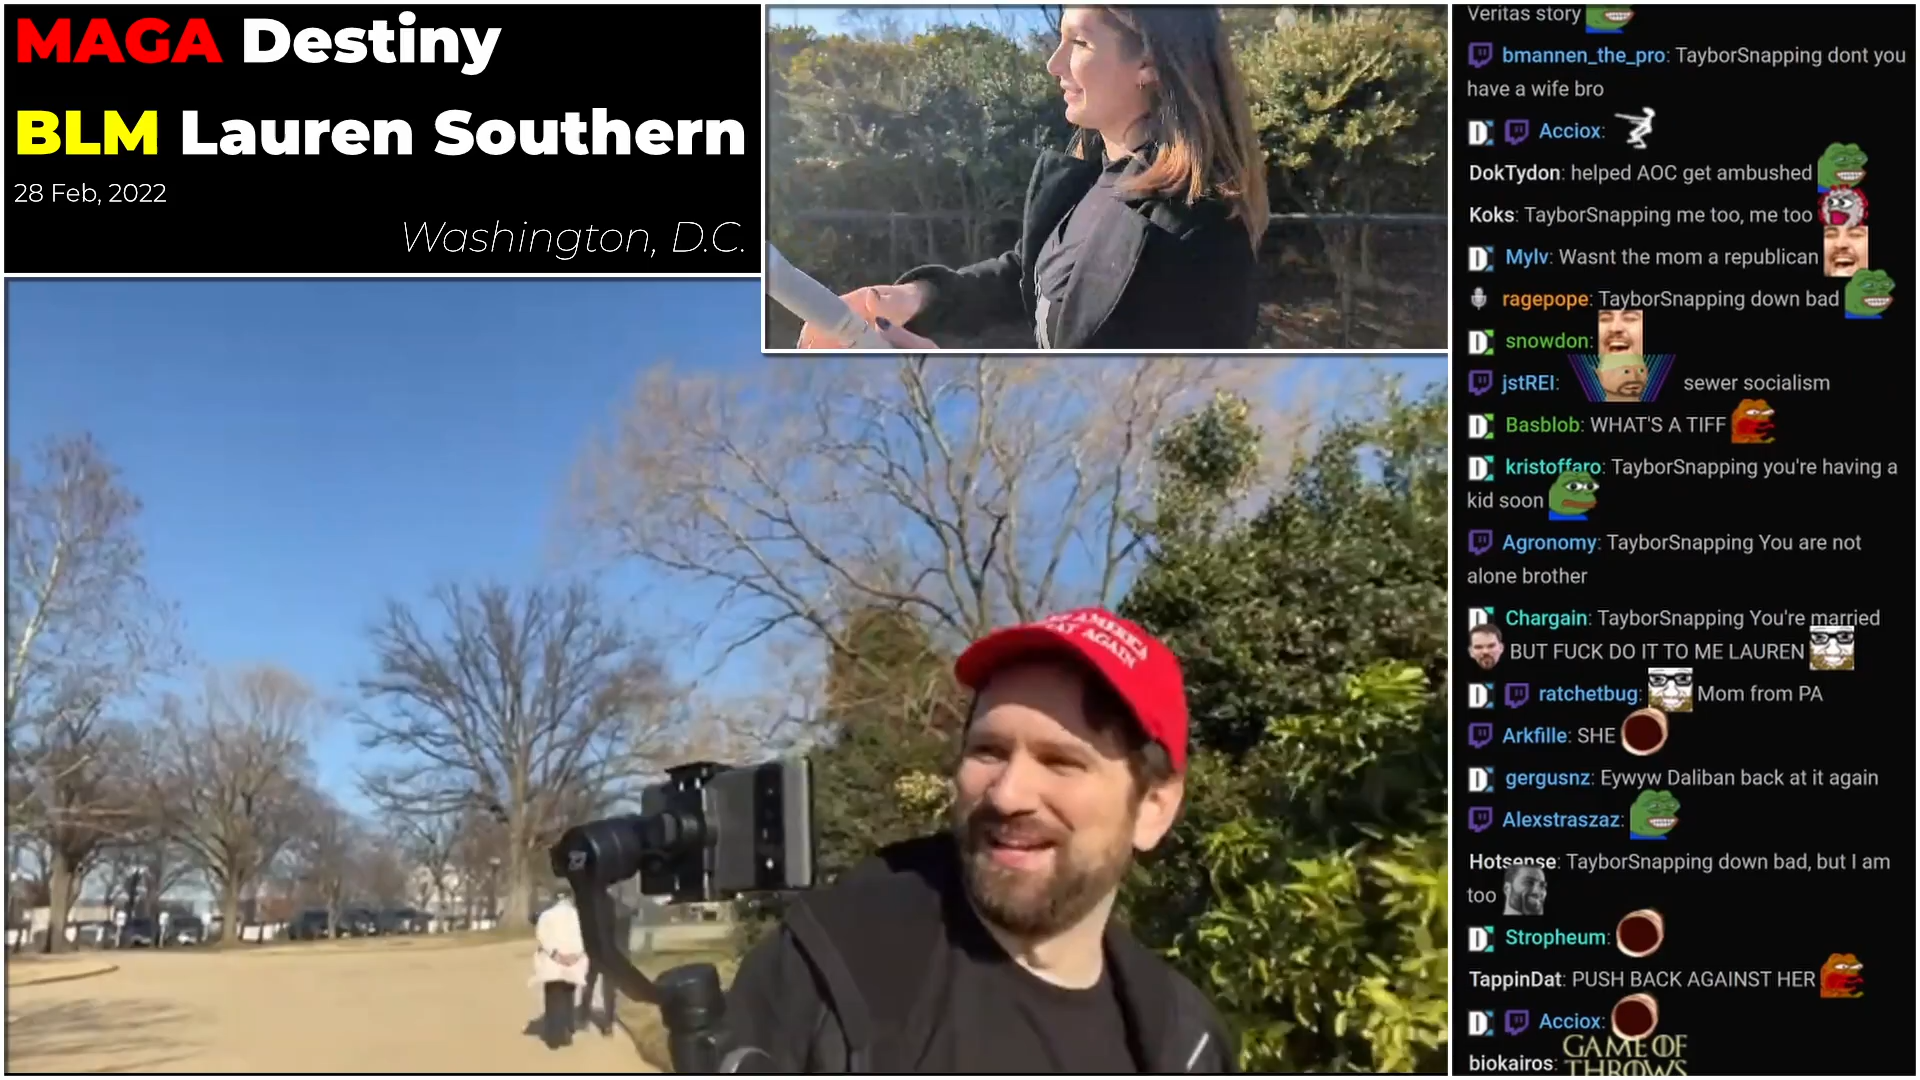 MAGA Destiny
BLM Lauren Southern
28 Feb, 2022
Washington, D.C.
AMERICA
AGAIN
Veritas story
bmannen_the_pro: TayborSnapping dont you
have a wife bro
Acciox:
DokTydon: helped AOC get ambushed
Koks: TayborSnapping me too, me too
Mylv: Wasnt the mom a republican
ragepope: TayborSnapping down bad
snowdon:
jstREI: sewer socialism
Basblob: WHAT'S A TIFF
kristoffaro: TayborSnapping you're having a
kid soon
Agronomy: TayborSnapping You are not
alone brother
Chargain: TayborSnapping You're married
BUT FUCK DO IT TO ME LAUREN
ratchetbug: Mom from PA
Arkfille: SHE
gergusnz: Eywyw Daliban back at it again
Alexstraszaz:
Hotsense: TayborSnapping down bad, but I am
too
Stropheum:
TappinDat: PUSH BACK AGAINST HER
Acciox:
biokairos: GAME OF
THROWS